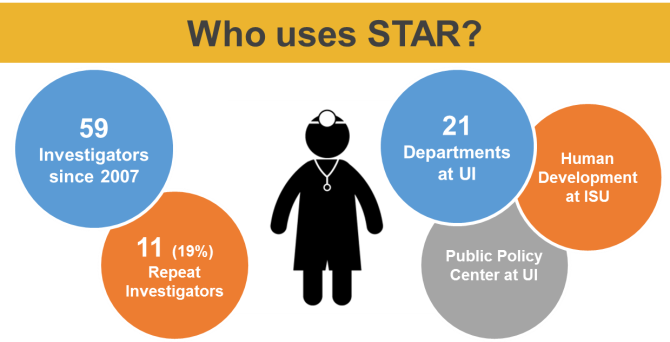 Who uses STAR?
59
Investigators
since 2007
11 (19%)
Repeat
Investigators
21
Departments
at UI
Human
Development
at ISU
Public Policy
Center at UI